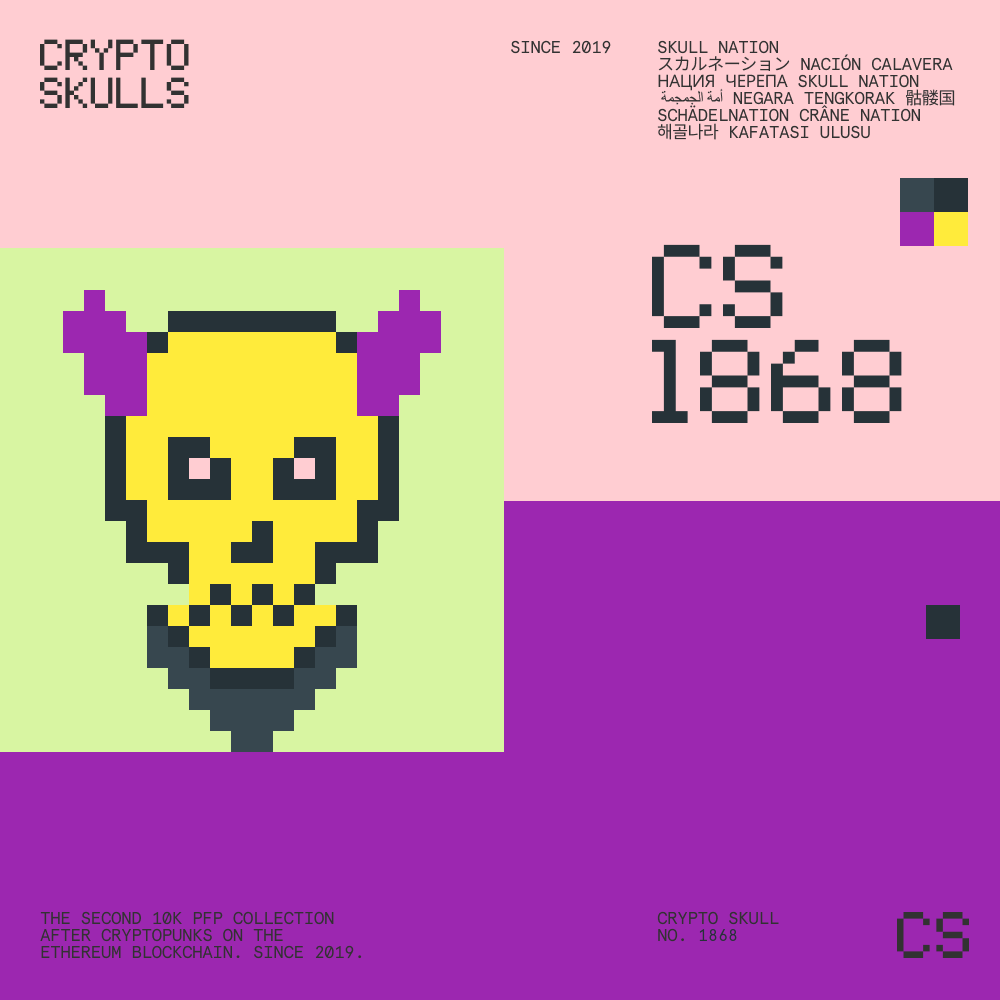 CRYPTO
SKULLS
SINCE 2019
SKULL NATION
スカルネーション NACIÓN CALAVERA
НАЦИЯ ЧЕРЕПА SKULL NATION
أمة الجمجمة NEGARA TENGKORAK 骷髅国
SCHÄDELNATION CRÂNE NATION
해골나라 KAFATASI ULUSU
CS
1868
THE SECOND 10K PFP COLLECTION
AFTER CRYPTOPUNKS ON THE
ETHEREUM BLOCKCHAIN. SINCE 2019.
CRYPTO SKULL
NO. 1868
CS